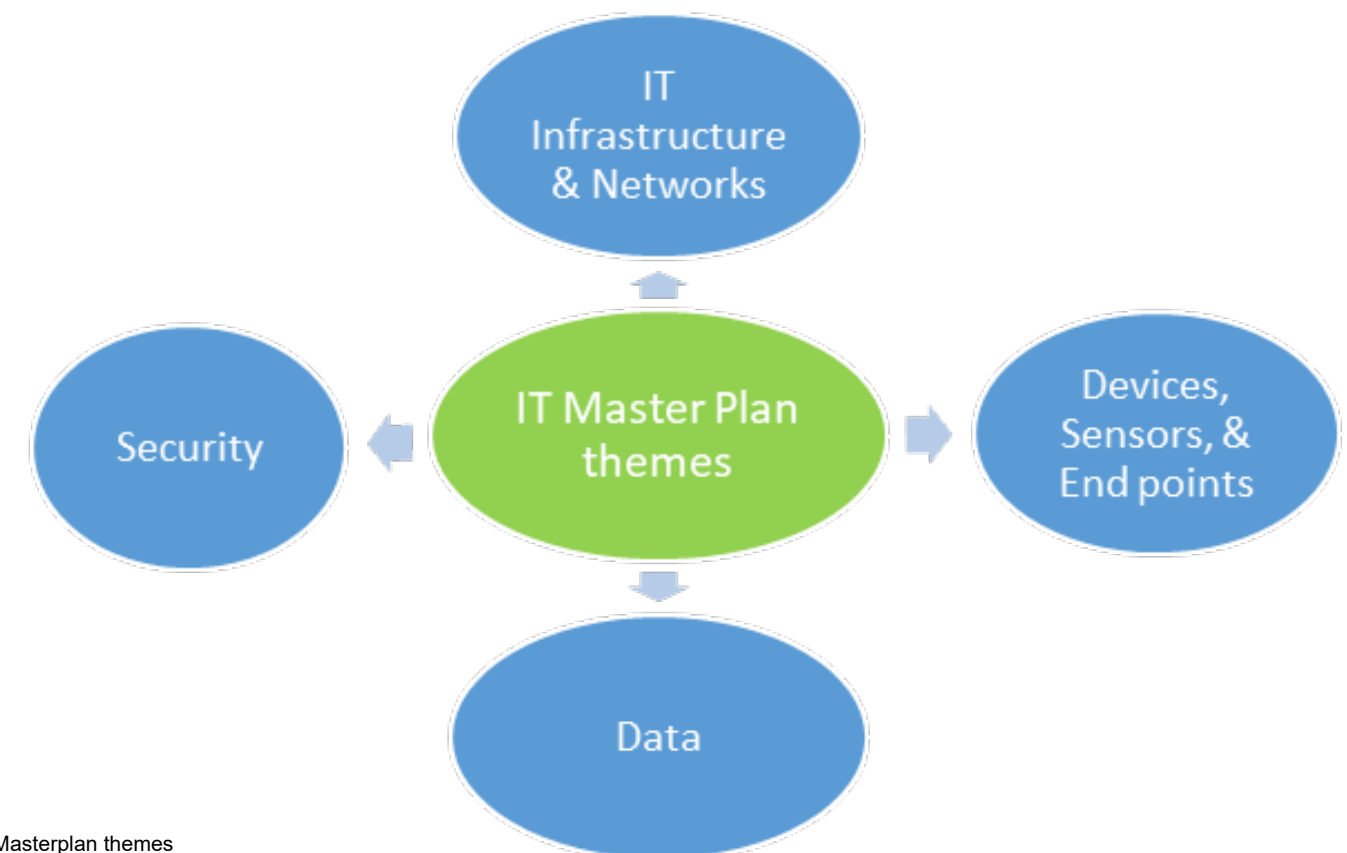 IT
Infrastructure
& Networks
Security
IT Master Plan
themes
Devices,
Sensors, &
End points
Data
Masterplan themes